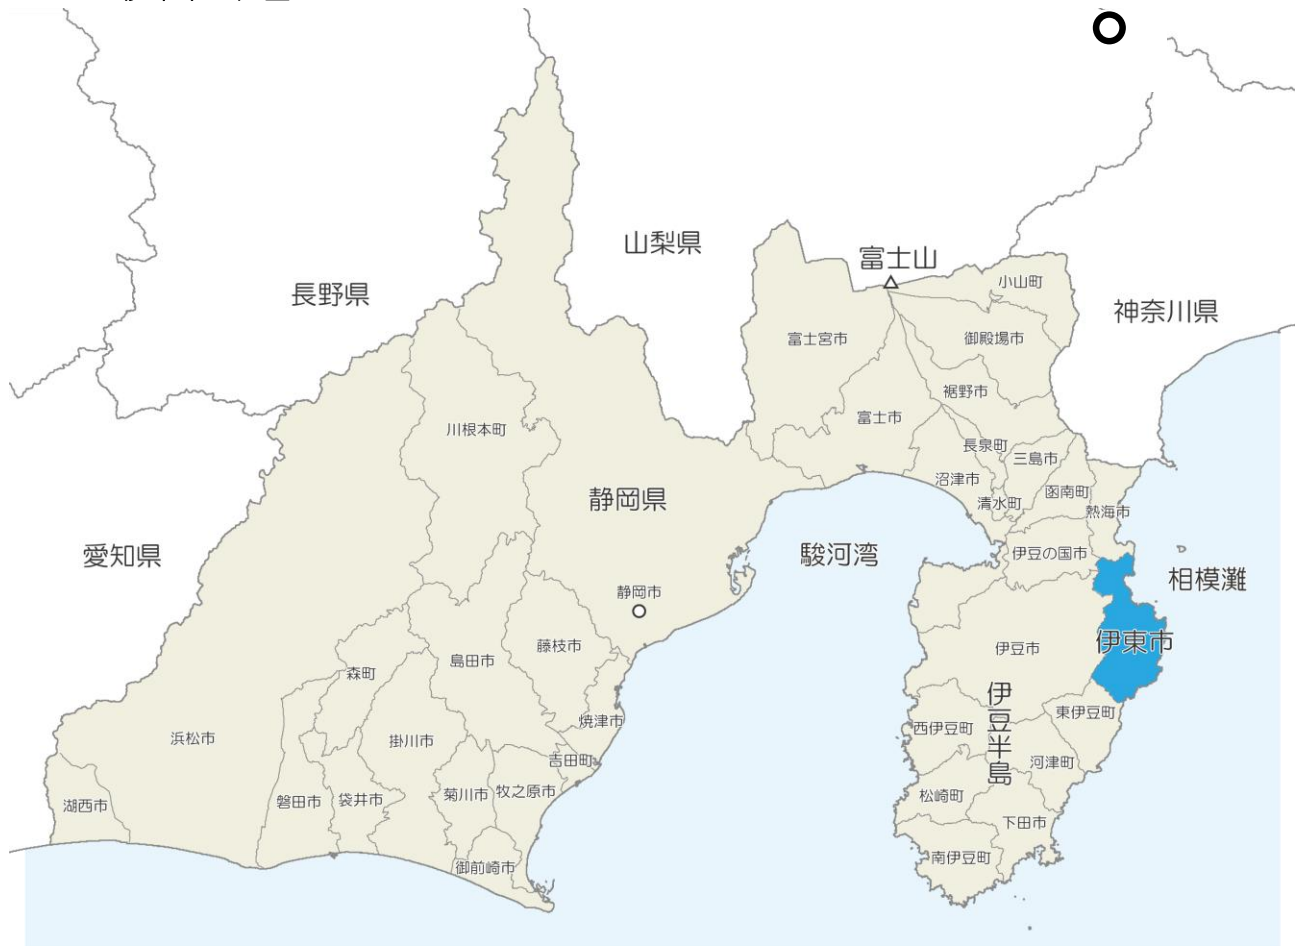 山梨県
富士山
小山町
長野県
神奈川県
富士宮市
御殿場市
裾野市
富士市
川根本町
長泉町
三島市
沼津市
函南町
静岡県
清水町
熱海市
愛知県
駿河湾
伊豆の国市
相模灘
静岡市
伊東市
藤枝市
伊豆市
島田市
森町
伊豆半島
東伊豆町
焼津市
西伊豆町
浜松市
掛川市
吉田町
河津町
菊川市
牧之原市
松崎町
湖西市
磐田市
袋井市
下田市
南伊豆町
御前崎市